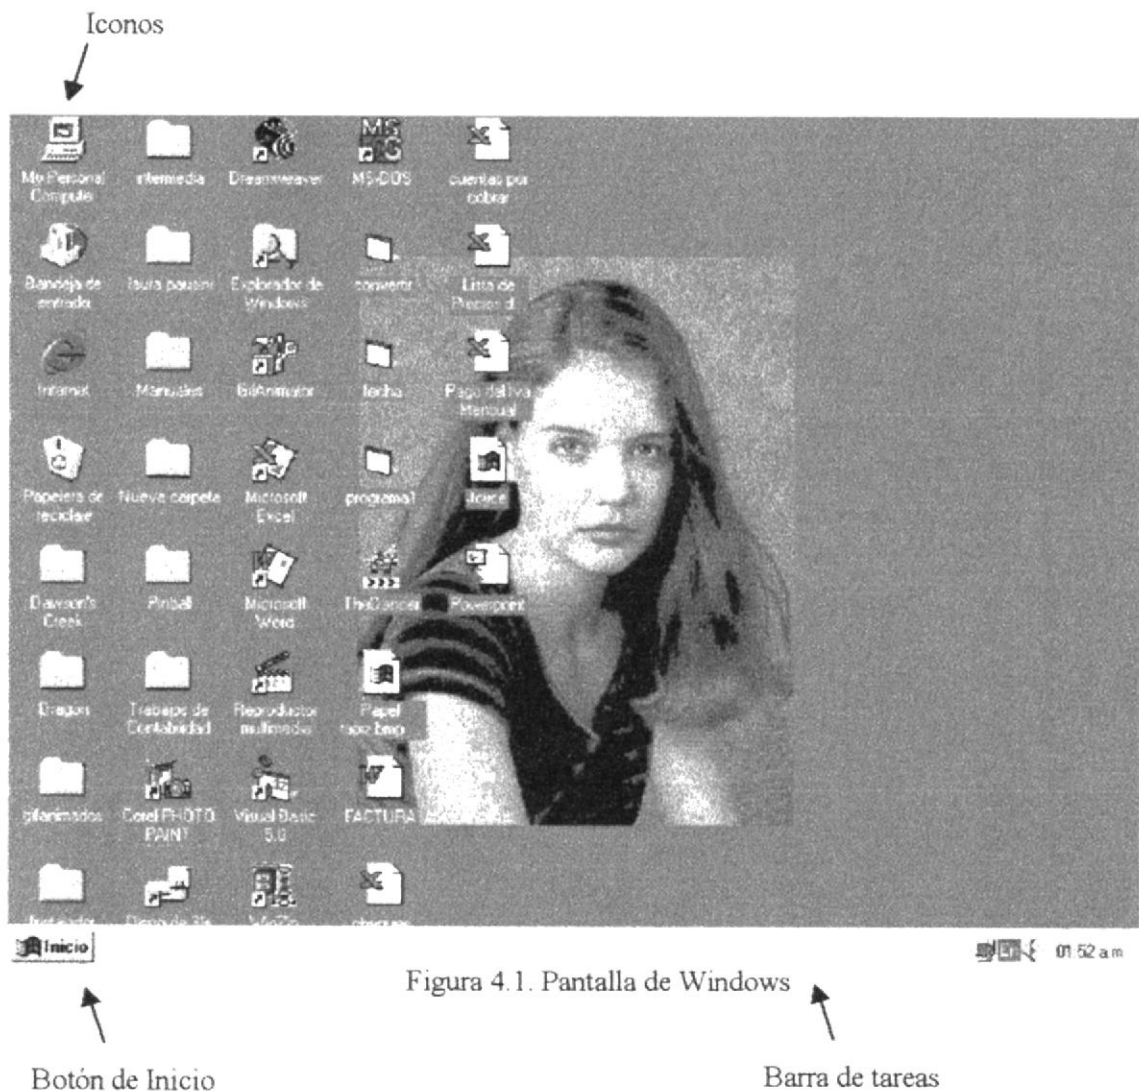 Iconos
My Personal
Computer
intermedia
Dreamweaver
MS-DOS
cuentas por
cobrar
Bandeja de
entrada
laura pausini
Explorador de
Windows
convertir
Lista de
Precios d
Internet
Manuales
GifAnimator
fecha
Pago del Iva
Mensual
Papelera de
reciclaje
Nueva carpeta
Microsoft
Excel
programa1
Dawson's
Creek
Pinball
Microsoft
Word
TheDancer
Powerpoint
Dragon
Trabajos de
Contabilidad
Reproductor
multimedia
Papel
tapiz.bmp
gifanimados
Corel PHOTO
PAINT
Visual Basic
5.0
FACTURA
WinZip
Inicio
01:52 a.m.
Figura 4.1. Pantalla de Windows
Botón de Inicio
Barra de tareas